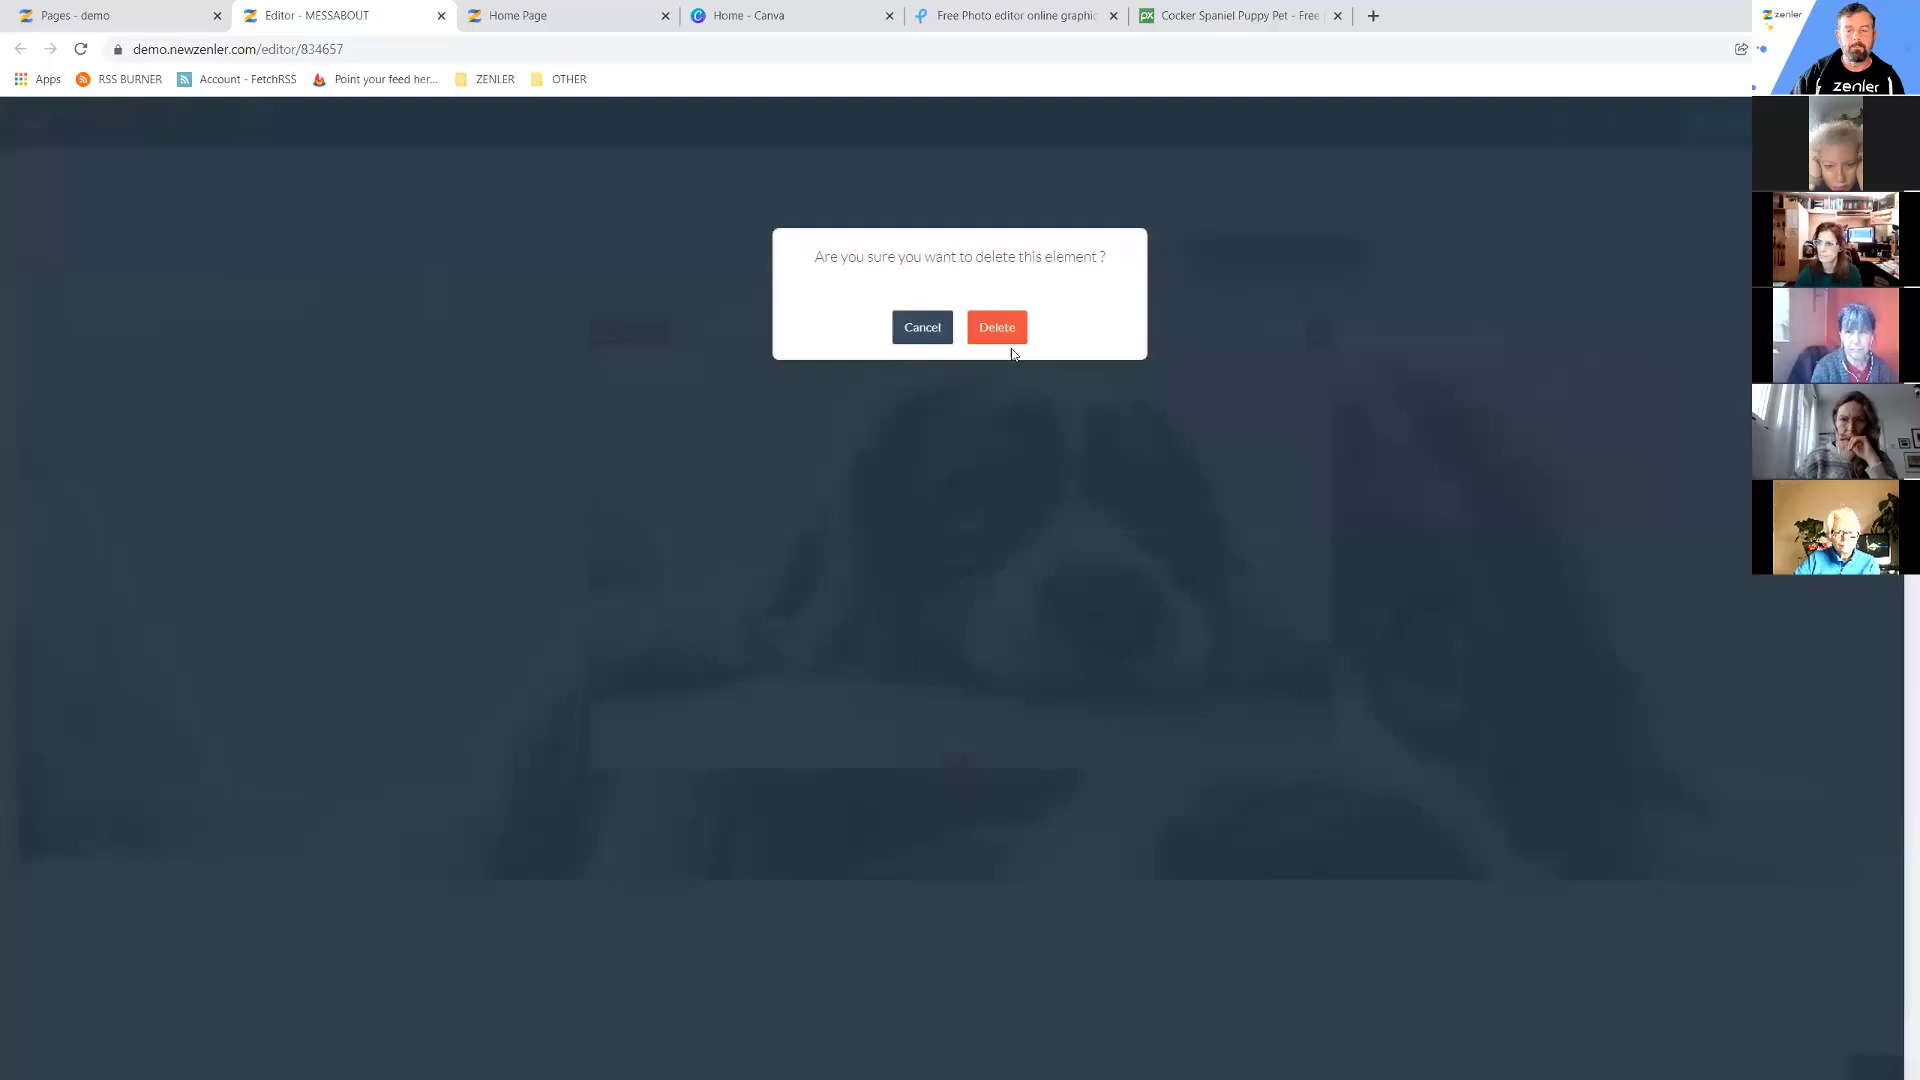 Pages - demo
Editor - MESSABOUT
Home Page
Home - Canva
Free Photo editor online graphic
Cocker Spaniel Puppy Pet - Free
demo.newzenler.com/editor/834657
Apps
RSS BURNER
Account - FetchRSS
Point your feed her...
ZENLER
OTHER
zenler
zenler
Are you sure you want to delete this element ?
Cancel
Delete